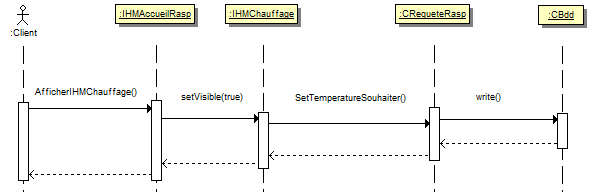 :Client
:IHMAccueilRasp
:IHMChauffage
:CRequeteRasp
:CBdd
AfficherIHMChauffage()
setVisible(true)
SetTemperatureSouhaiter()
write()